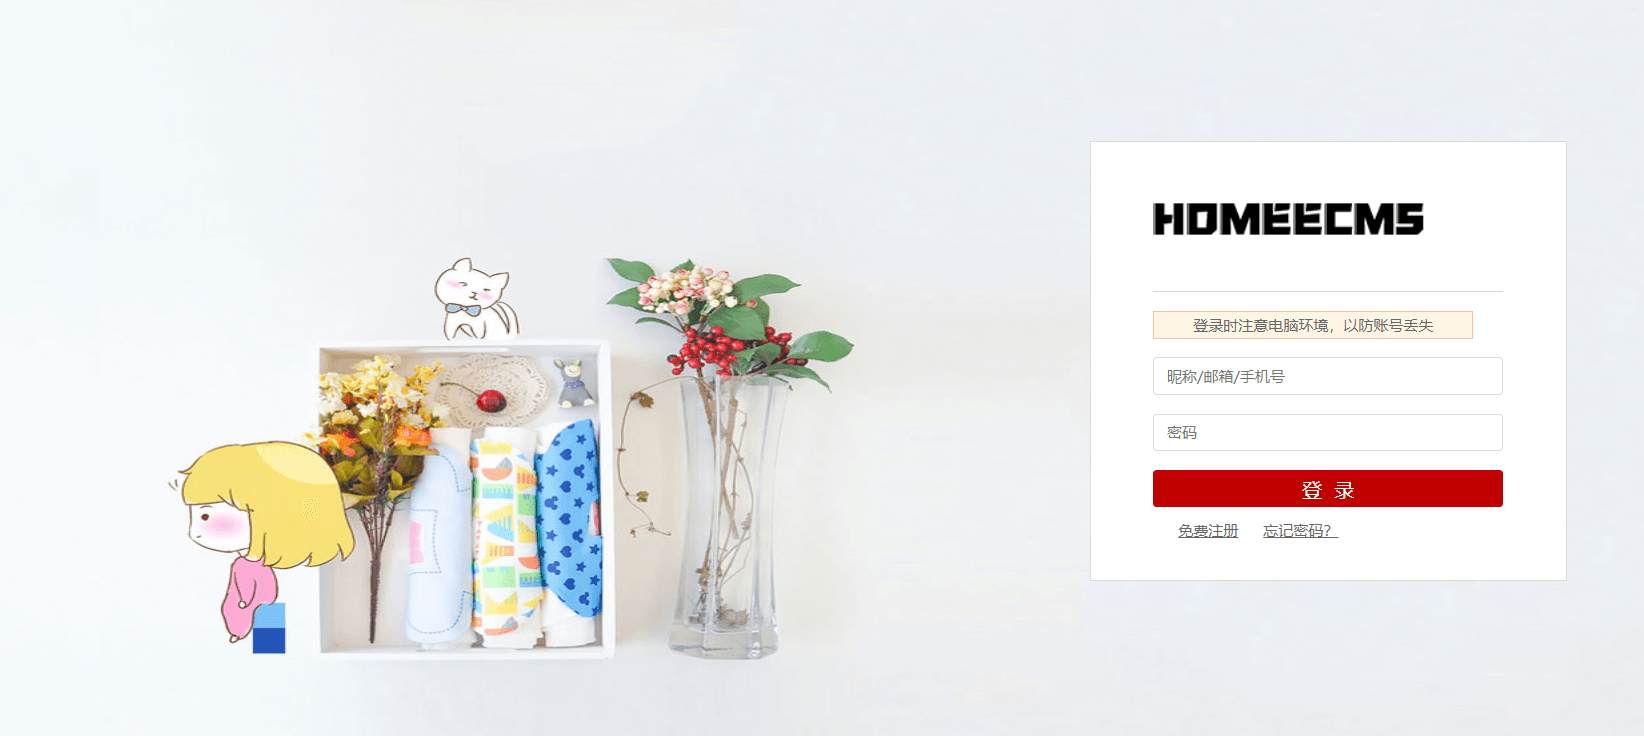 HOMEECMS
登录时注意电脑环境，以防账号丢失
昵称/邮箱/手机号
密码
登 录
免费注册 忘记密码?